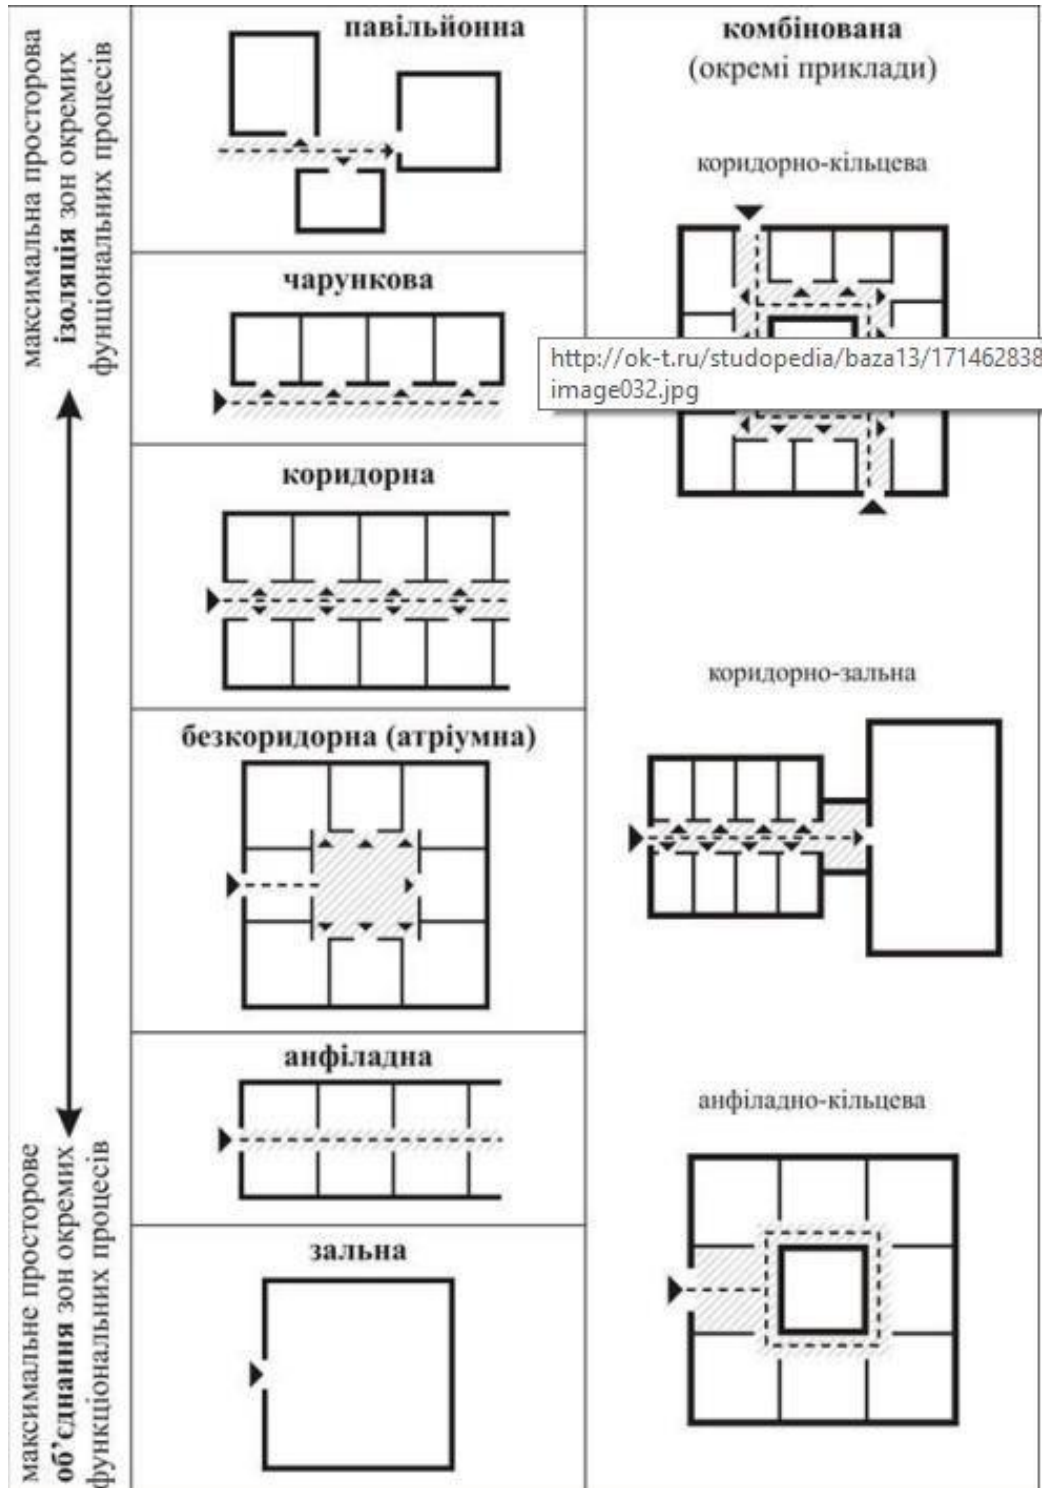 максимальна просторова
ізоляція зон окремих
фунціональних процесів
максимальне просторове
об’єднання зон окремих
функціональних процесів
павільйонна
чарункова
коридорна
безкоридорна (атріумна)
анфіладна
зальна
комбінована
(окремі приклади)
коридорно-кільцева
http://ok-t.ru/studopedia/baza13/171462838
image032.jpg
коридорно-зальна
анфіладно-кільцева